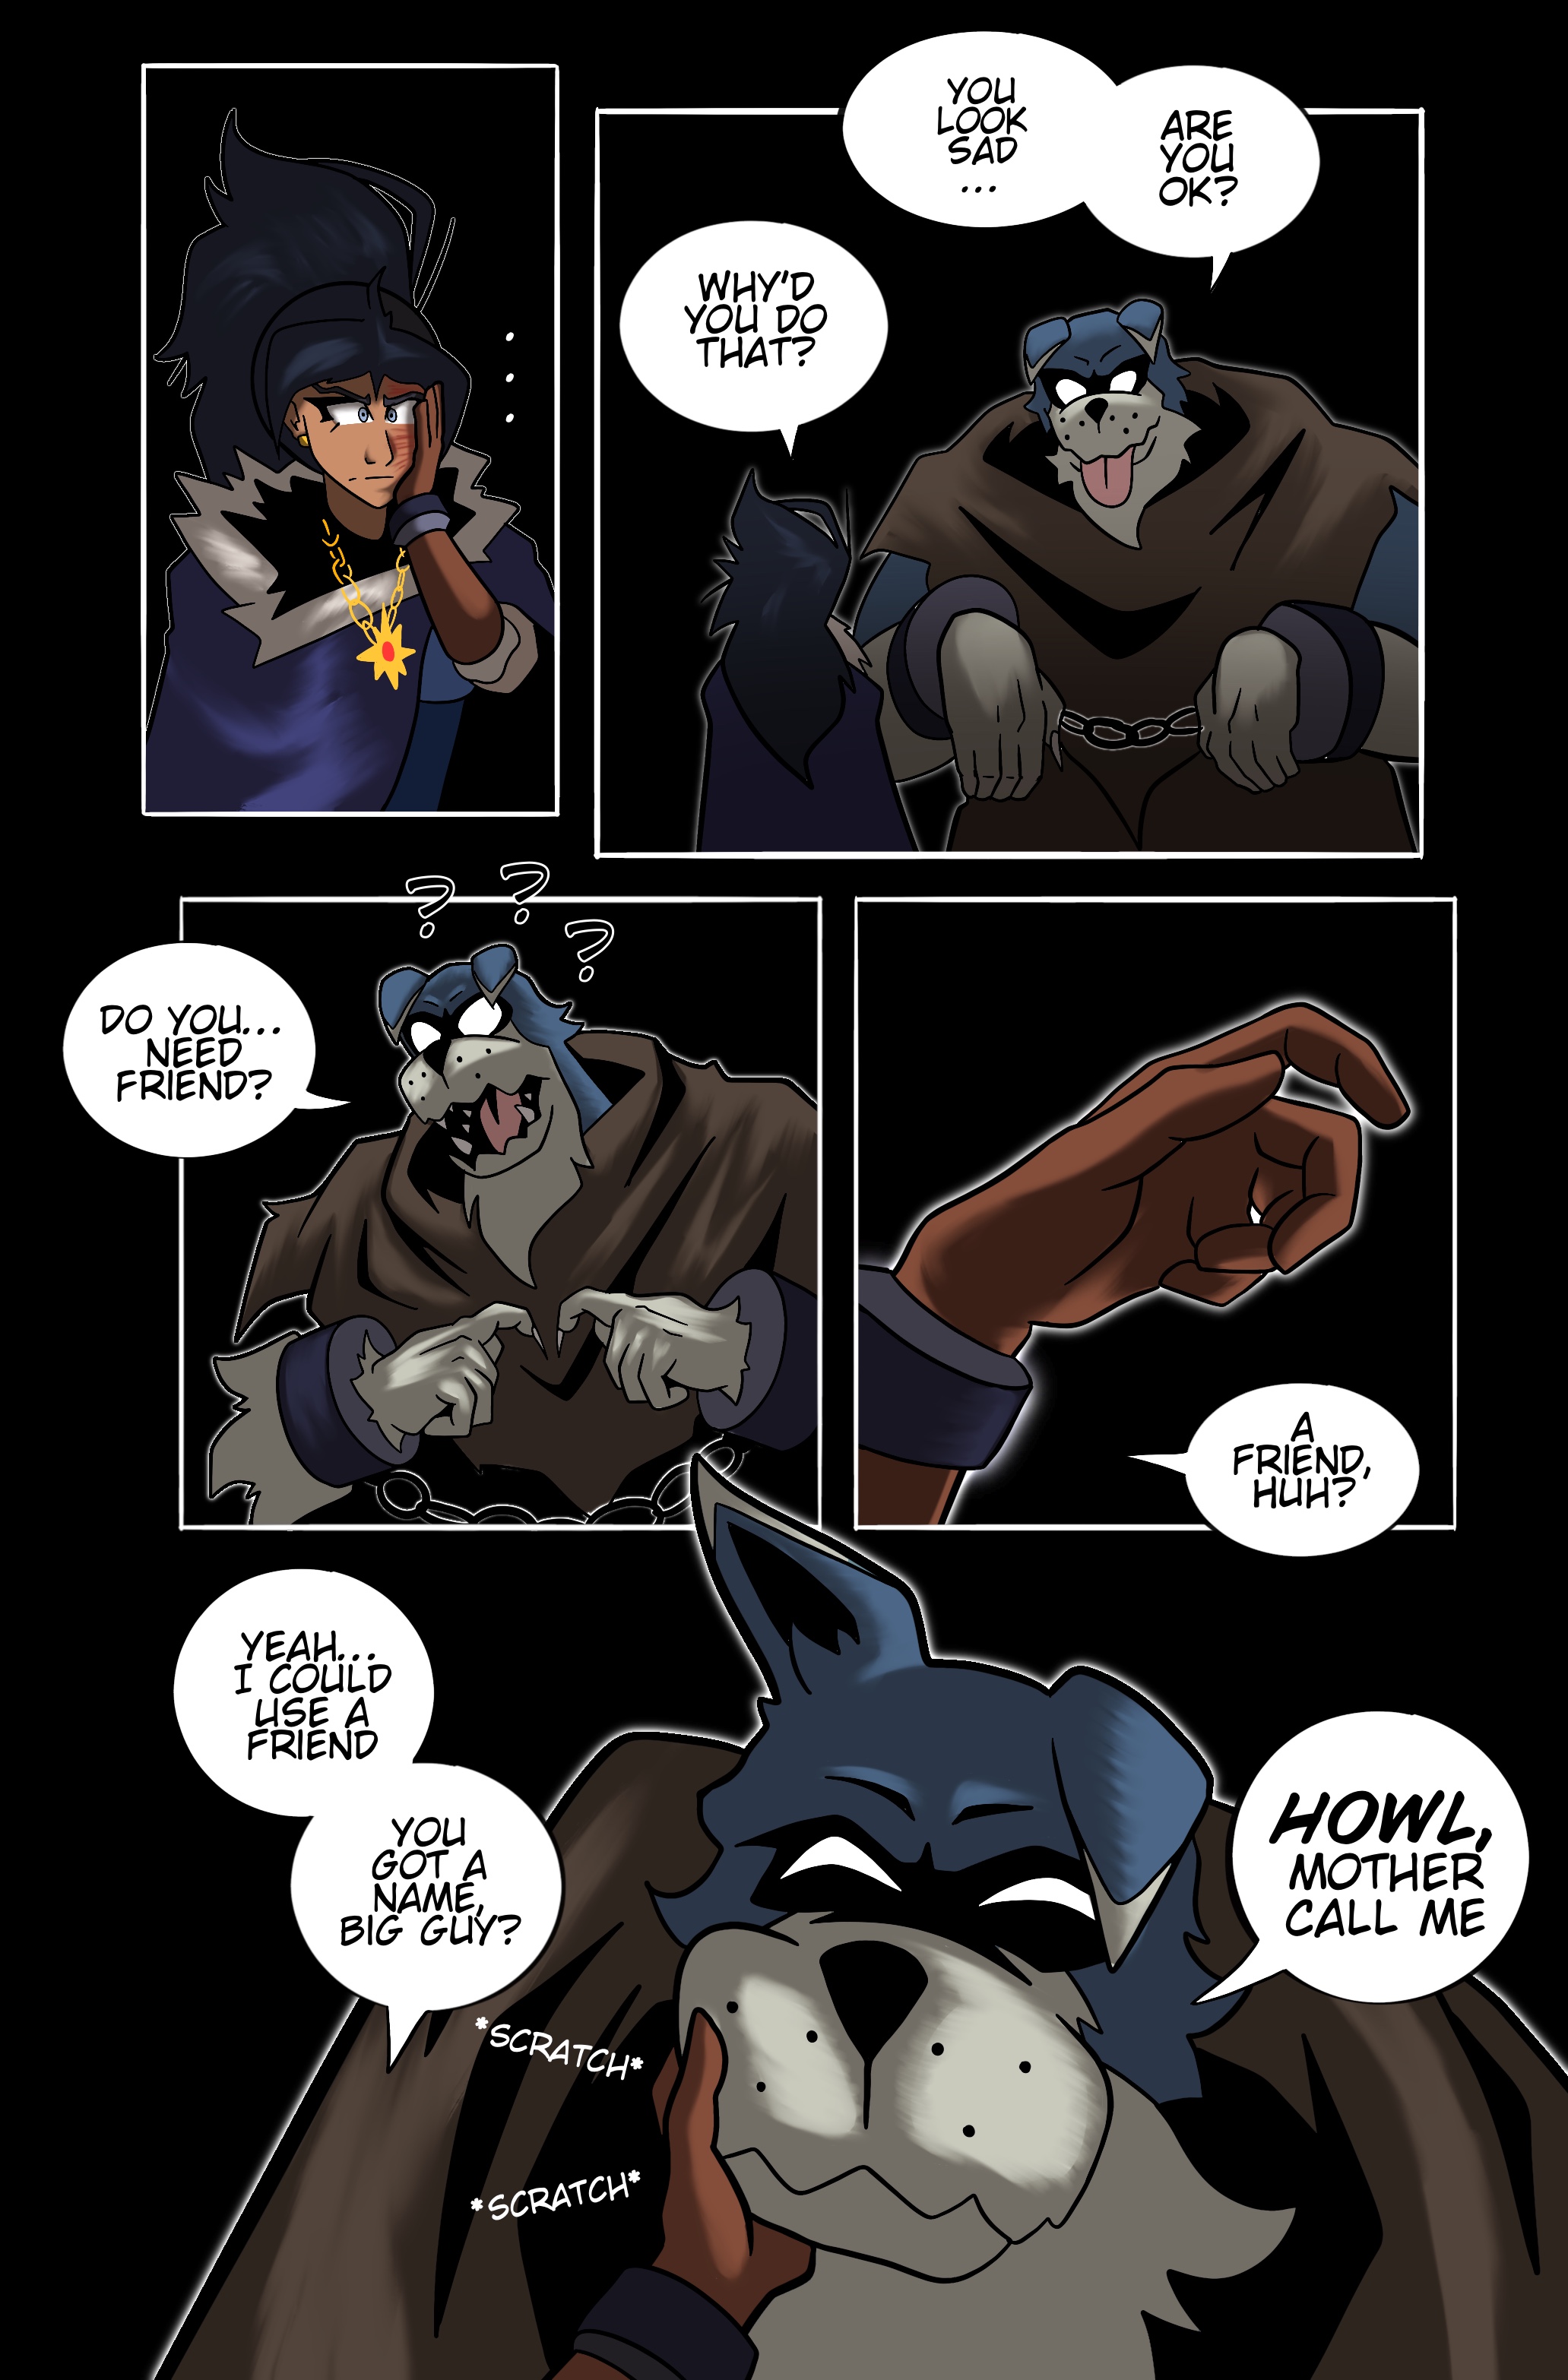 ...
WHY'D
YOU DO
THAT?
YOU
LOOK
SAD
...
ARE
YOU
OK?
? ? ?
DO YOU...
NEED
FRIEND?
A
FRIEND,
HUH?
YEAH...
I COULD
USE A
FRIEND
YOU
GOT A
NAME,
BIG GUY?
*SCRATCH*
*SCRATCH*
HOWL,
MOTHER
CALL ME